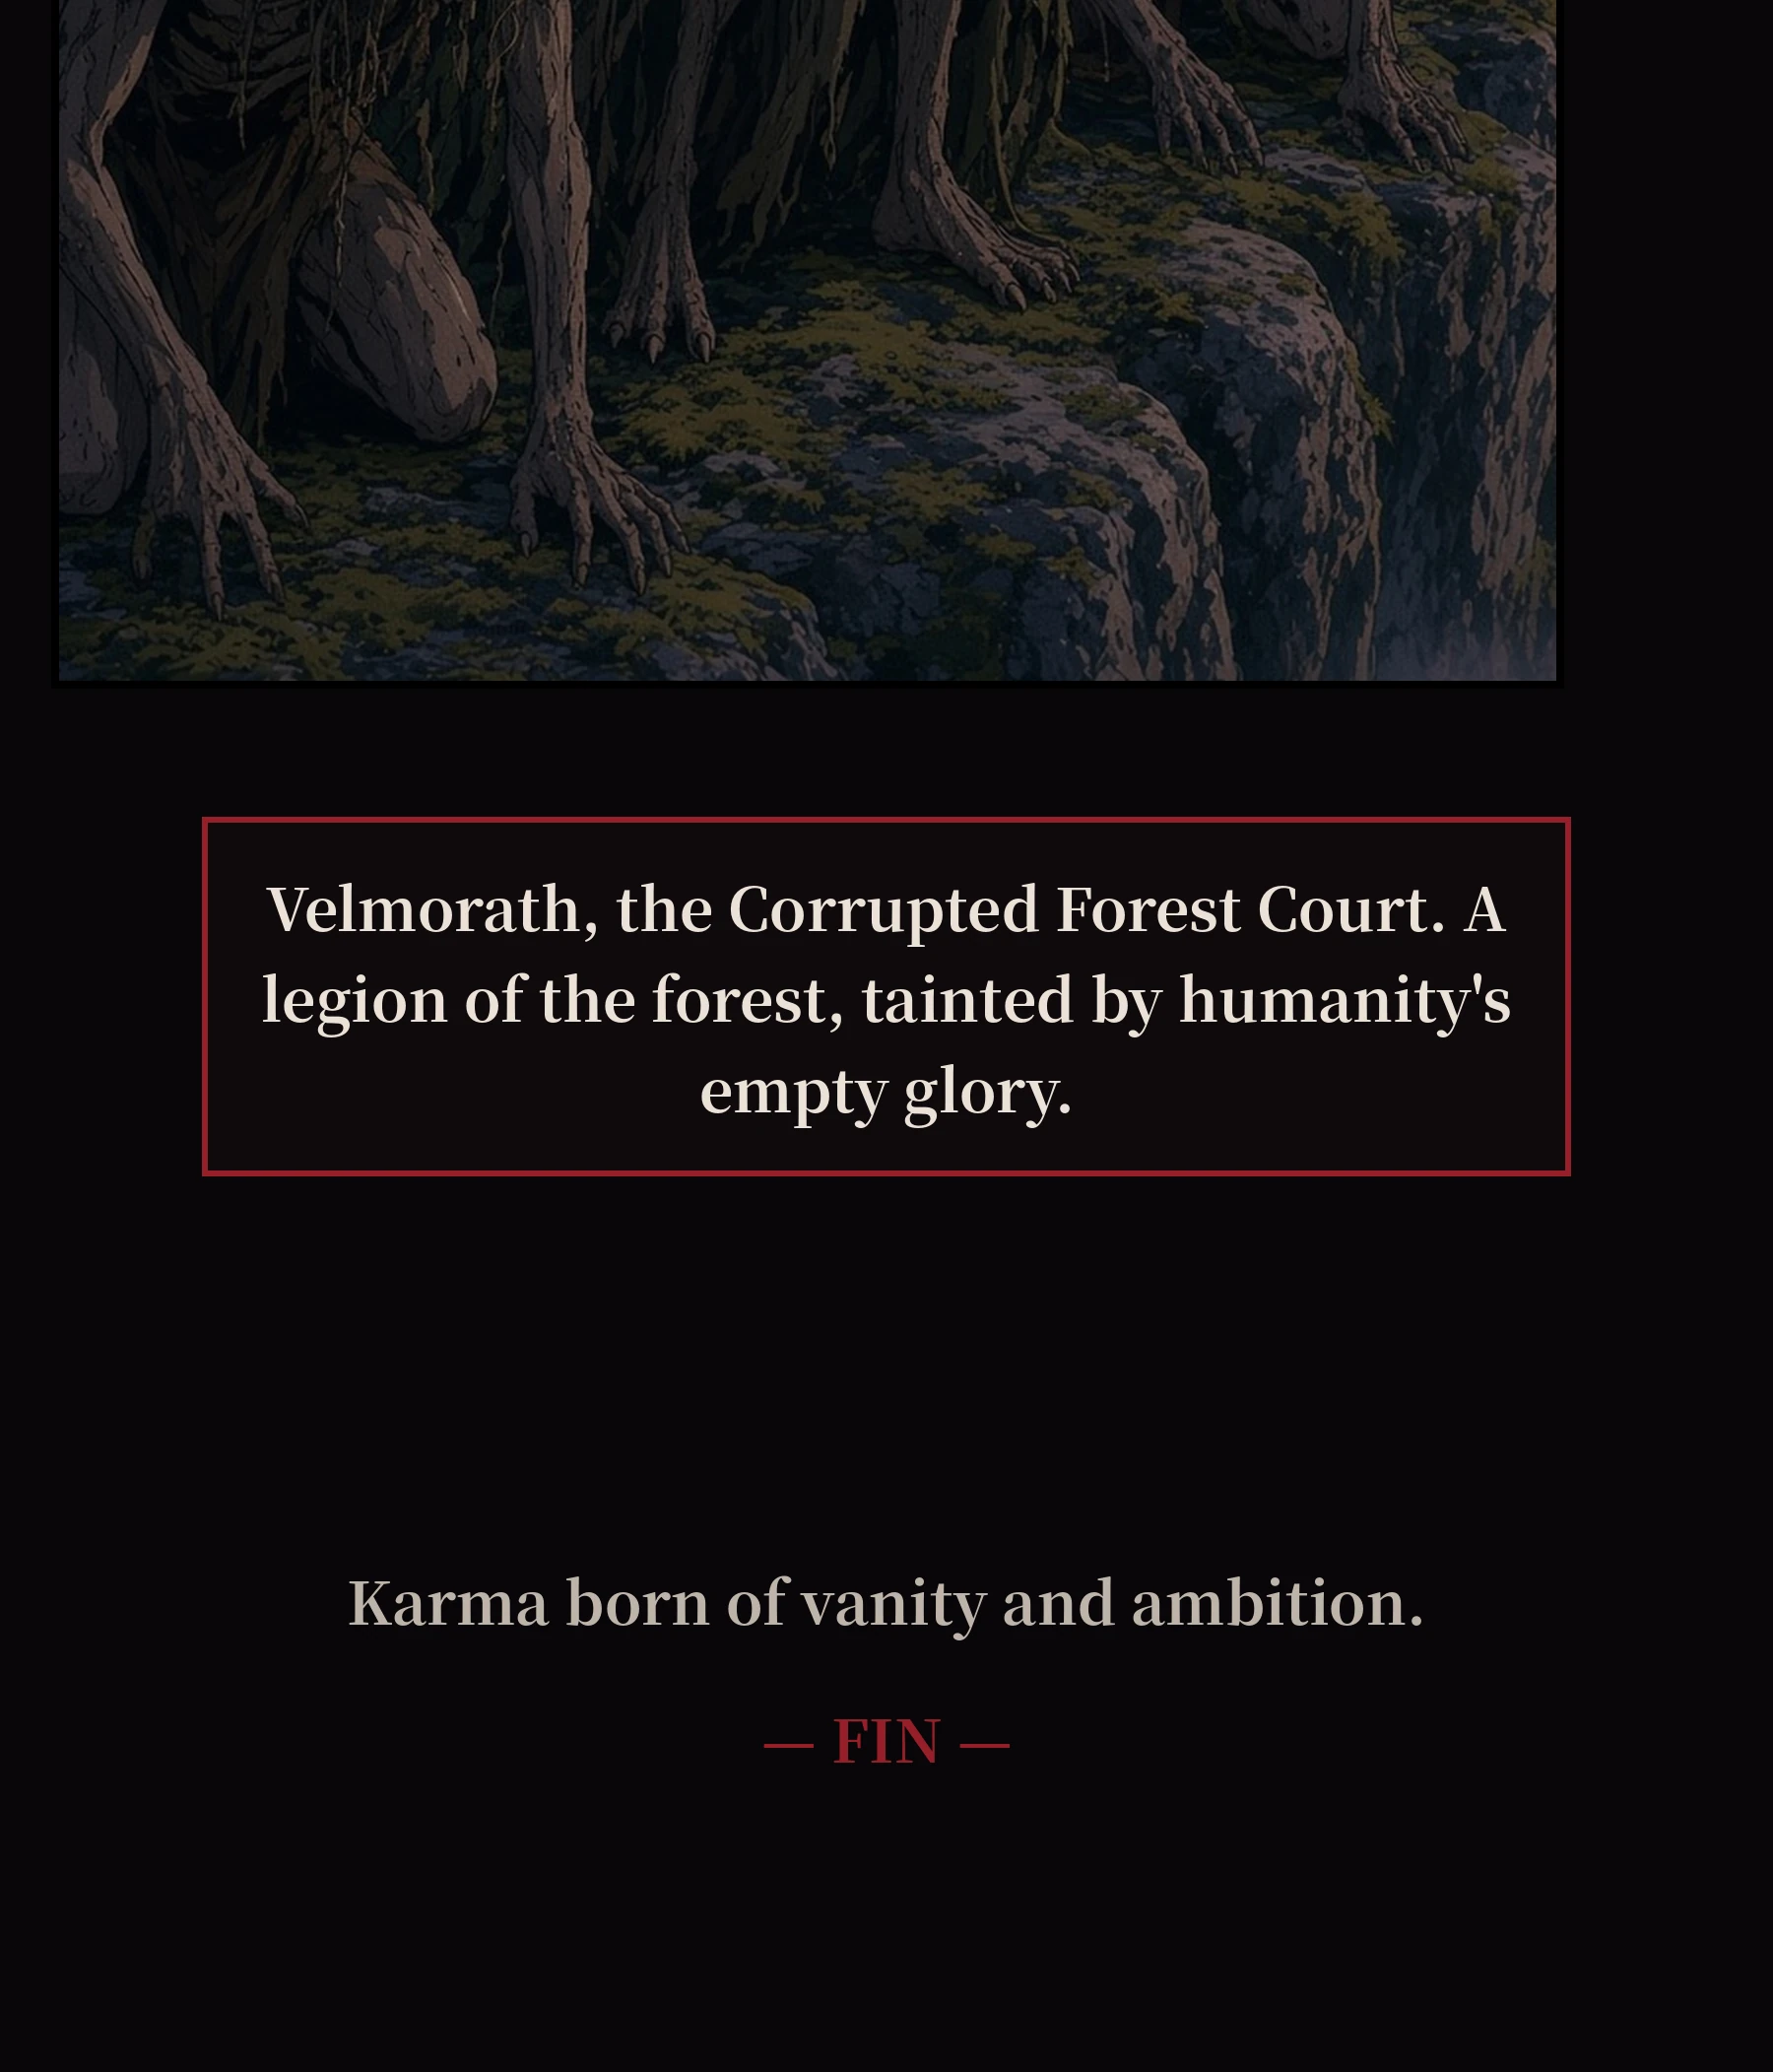 Velmorath, the Corrupted Forest Court. A
legion of the forest, tainted by humanity's
empty glory.
Karma born of vanity and ambition.
— FIN —